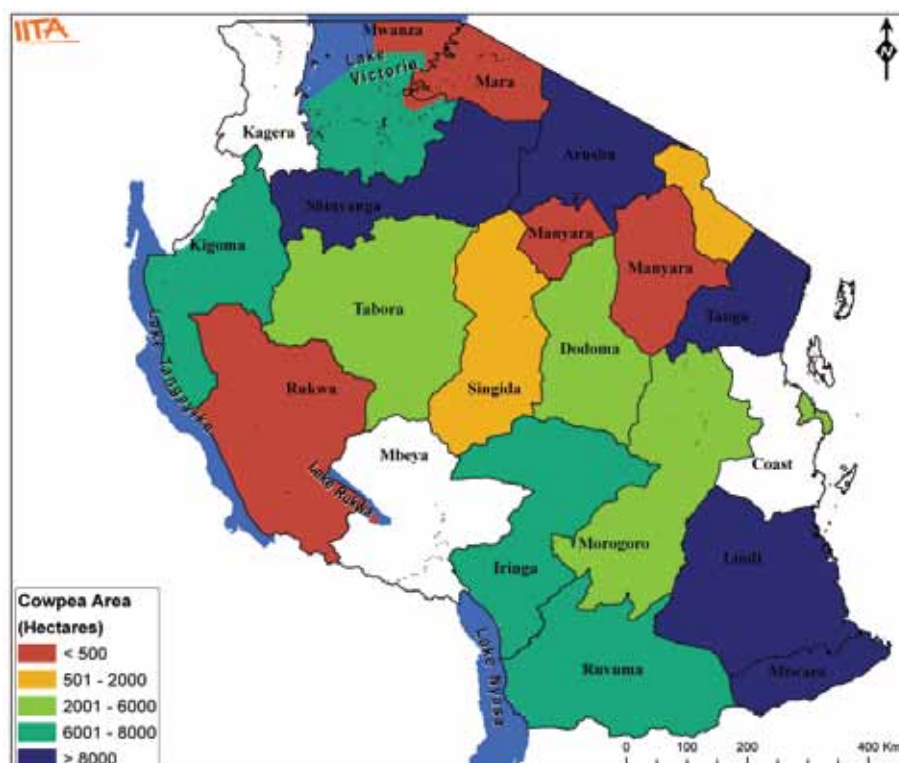 IITA
N
Mwanza
Lake
Victoria
Mara
Kagera
Arusha
Shinyanga
Kigoma
Manyara
Manyara
Tabora
Tanga
Dodoma
Lake Tanganyika
Rukwa
Singida
Mbeya
Coast
Lake Rukwa
Morogoro
Lindi
Iringa
Lake Nyasa
Ruvuma
Mtwara
Cowpea Area
(Hectares)
< 500
501 - 2000
2001 - 6000
6001 - 8000
> 8000
0 100 200 400 Km